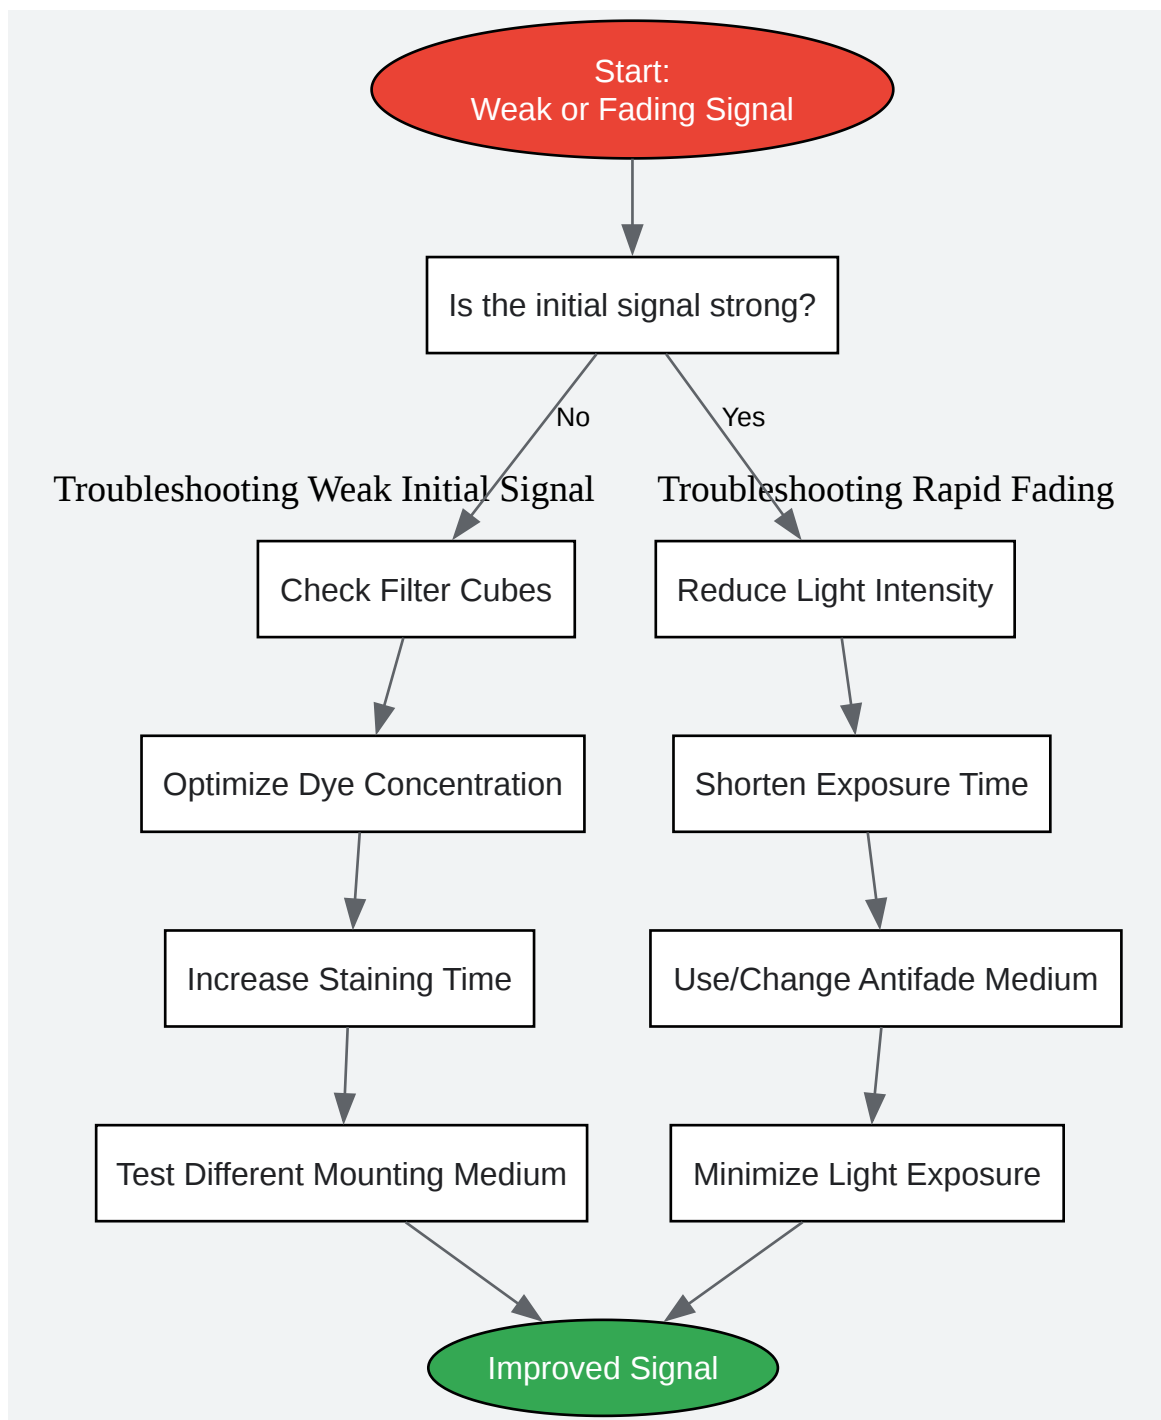 Start:
Weak or Fading Signal
Is the initial signal strong?
No
Yes
Troubleshooting Weak Initial Signal
Troubleshooting Rapid Fading
Check Filter Cubes
Reduce Light Intensity
Optimize Dye Concentration
Shorten Exposure Time
Increase Staining Time
Use/Change Antifade Medium
Test Different Mounting Medium
Minimize Light Exposure
Improved Signal